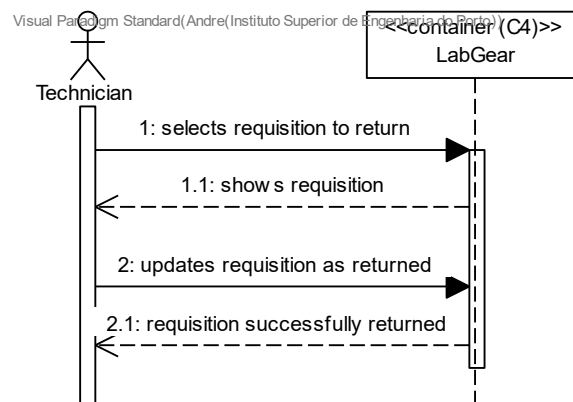 Visual Paradigm Standard(Andre(Instituto Superior de Engenharia do Porto))
<<container (C4)>>
LabGear
Technician
1: selects requisition to return
1.1: shows requisition
2: updates requisition as returned
2.1: requisition successfully returned